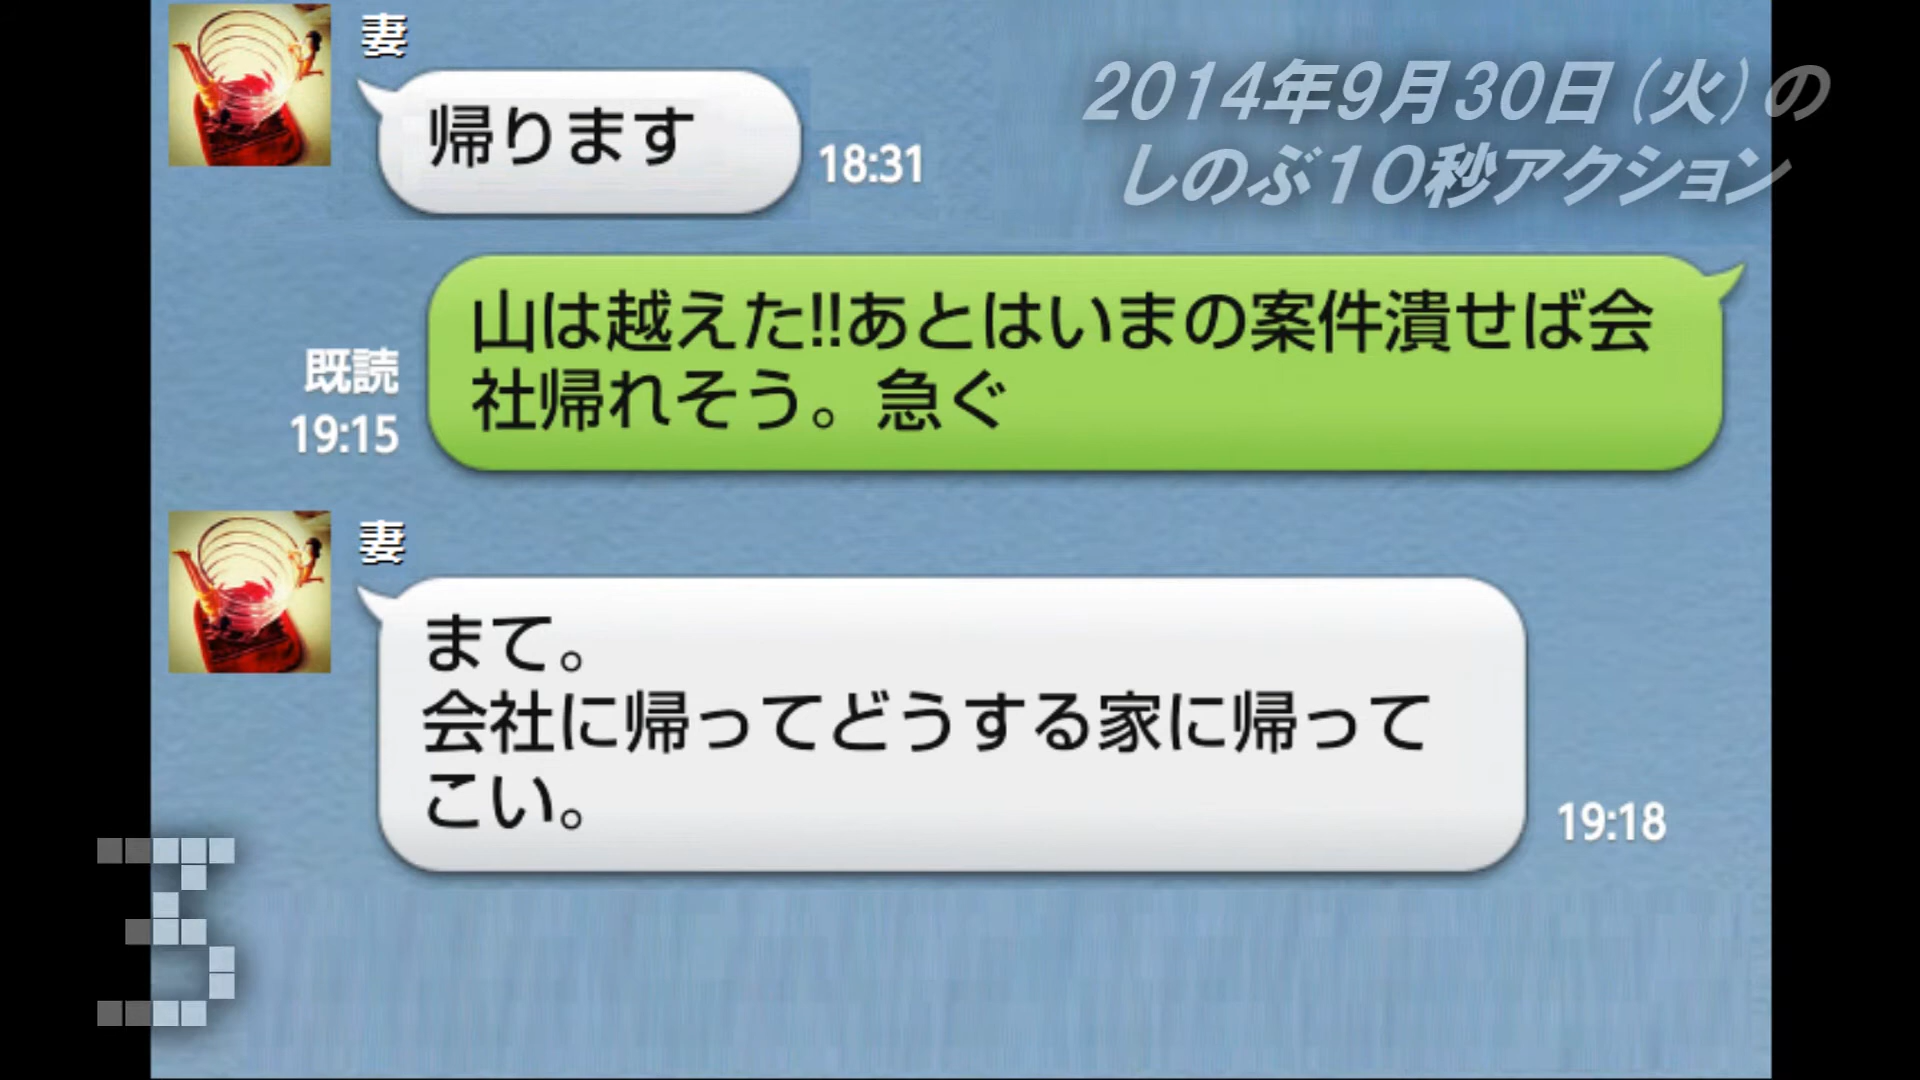 妻
帰ります
18:31
2014年9月30日(火)の
しのぶ10秒アクション
山は越えた!!あとはいまの案件潰せば会
社帰れそう。急ぐ
既読
19:15
妻
まて。
会社に帰ってどうする家に帰って
こい。
19:18
3